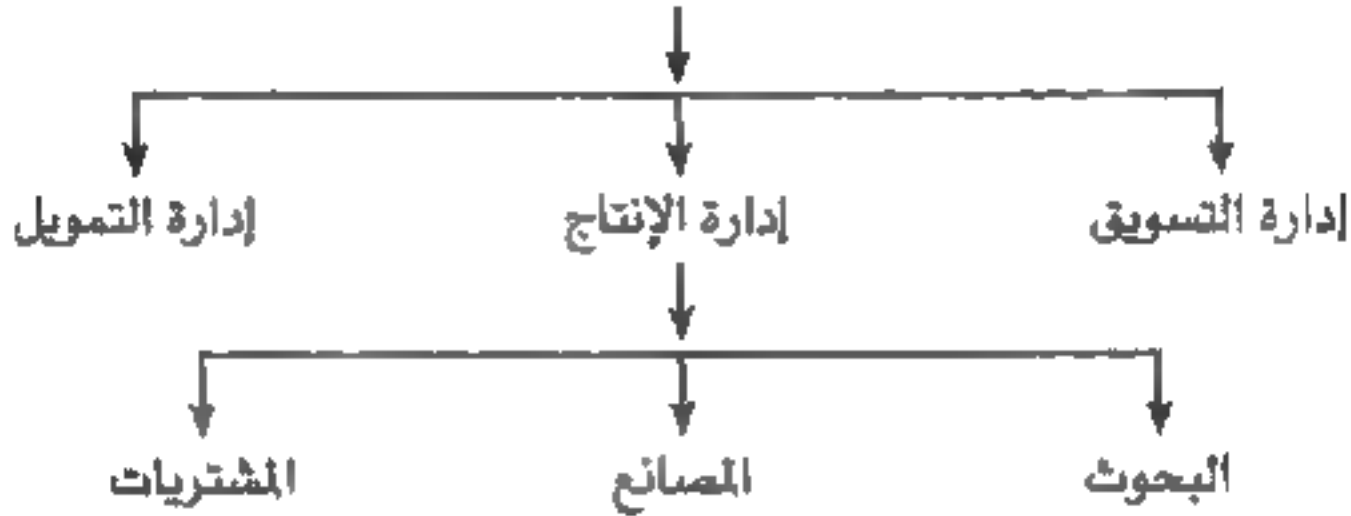 إدارة التسويق إدارة الإنتاج إدارة التمويل
البحوث المصانع المشتريات